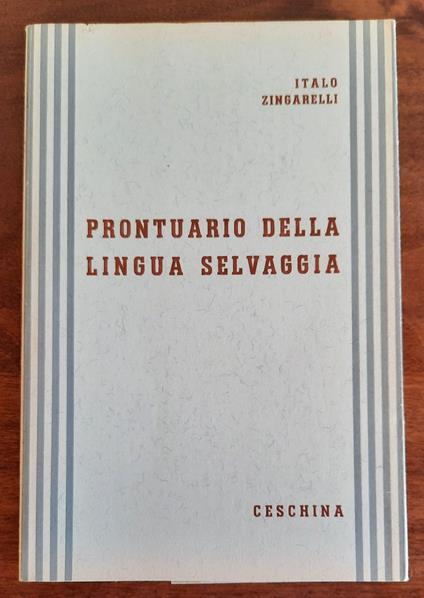 ITALO
ZINGARELLI
PRONTUARIO DELLA
LINGUA SELVAGGIA
CESCHINA